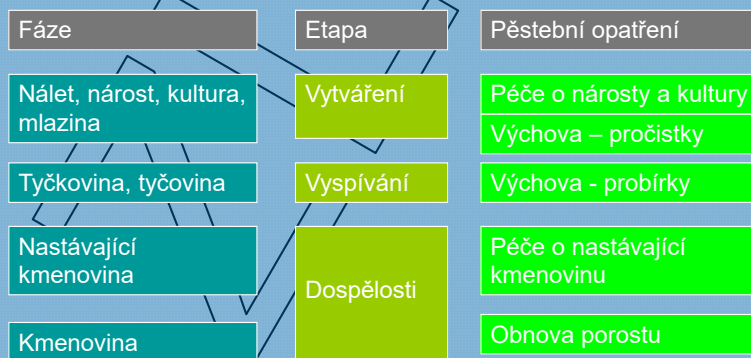 Fáze
Etapa
Pěstební opatření
Nálet, nárost, kultura,
mlazina
Vytváření
Péče o nárosty a kultury
Výchova – pročistky
Tyčkovina, tyčovina
Vyspívání
Výchova - probírky
Nastávající
kmenovina
Dospělosti
Péče o nastávající
kmenovinu
Kmenovina
Obnova porostu